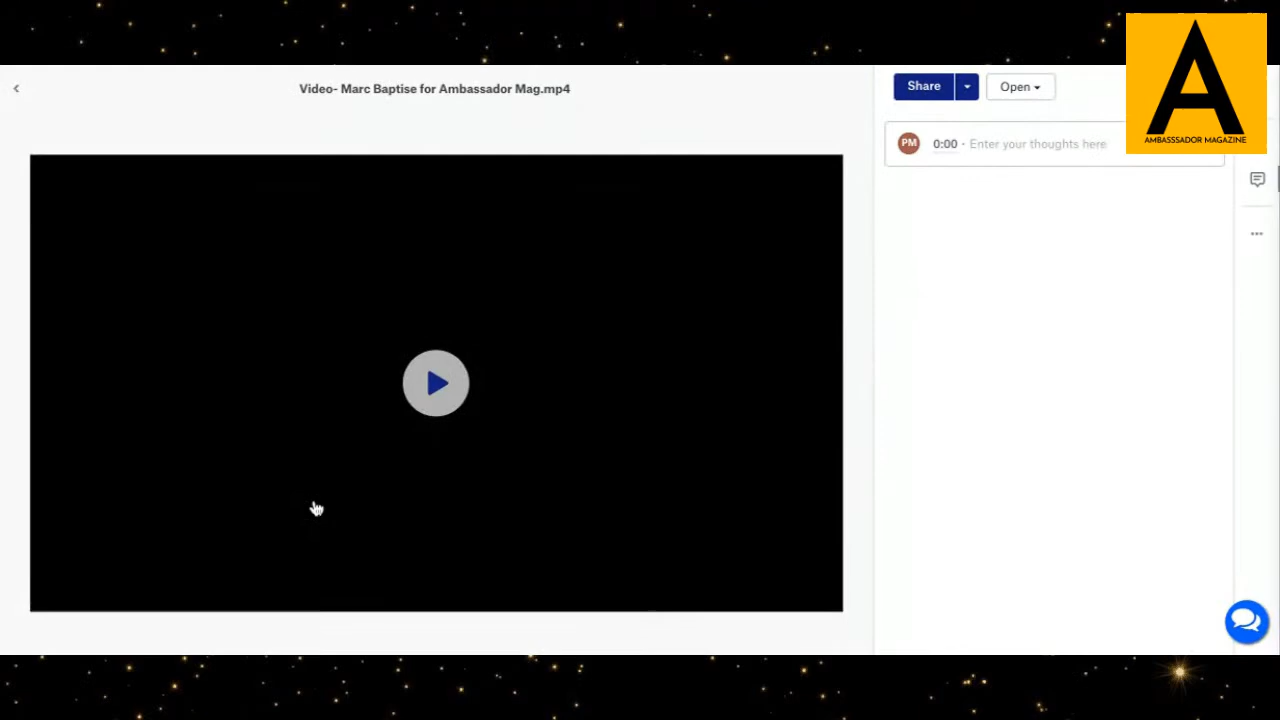 Video- Marc Baptise for Ambassador Mag.mp4
Share
Open
PM
0:00 - Enter your thoughts here
A
AMBASSSADOR MAGAZINE